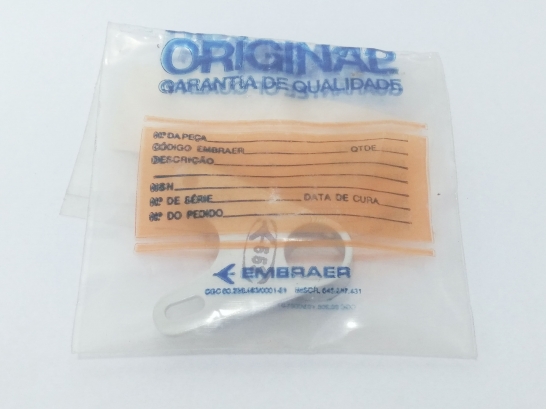 ORIGINAL
GARANTIA DE QUALIDADE
Nº DA PEÇA
CÓDIGO EMBRAER QTDE
DESCRIÇÃO
NSN
Nº DE SÉRIE DATA DE CURA
Nº DO PEDIDO
EMBRAER